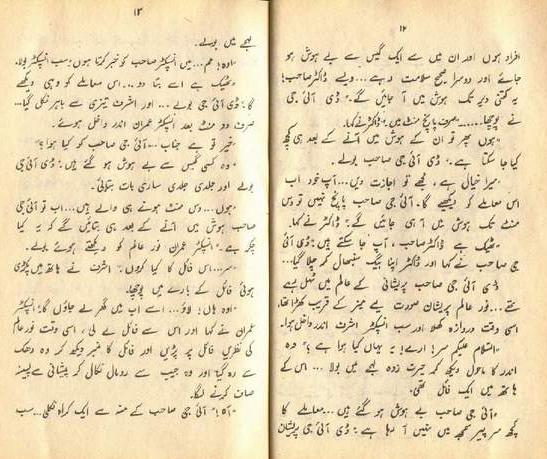 ۱۲
افراد ہوں اور ان میں سے ایک گیس سے بے ہوش ہو
جائے اور دوسرا صحیح سلامت رہے... ویسے ڈاکٹر صاحب!
یہ کتنی دیر تک ہوش میں آ جائیں گے۔" ڈی آئی جی
نے پوچھا۔ "صرف پانچ منٹ میں۔" ڈاکٹر نے کہا۔
"ہوں پھر تو ان کے ہوش میں آنے کے بعد ہی کچھ
کیا جا سکتا ہے۔" ڈی آئی جی صاحب بولے۔
"میرا خیال ہے، مجھے تو اجازت دیں... آپ خود اب
اس معاملے کو دیکھیے گا۔ آئی جی صاحب پانچ نہیں تو دس
منٹ تک ہوش میں آ ہی جائیں گے۔" ڈاکٹر نے کہا۔
"ٹھیک ہے ڈاکٹر صاحب، آپ جا سکتے ہیں۔" ڈی آئی
جی صاحب نے کہا اور ڈاکٹر اپنا بیگ سنبھال کر چلا گیا...
ڈی آئی جی صاحب پریشانی کے عالم میں ٹہل رہے
تھے... نور عالم پریشان صورت لیے میز کے قریب کھڑا تھا،
اسی وقت دروازہ کھلا اور سب انسپکٹر اشرف اندر داخل ہوا۔
"السلام علیکم سر! ارے! یہ یہاں کیا ہوا ہے؟" وہ
اندر کا ماحول دیکھ کر حیرت زدہ لہجے میں بولا... اس کے
ہاتھ میں ایک فائل تھی۔
"آئی جی صاحب بے ہوش ہو گئے ہیں... معاملے کا
کچھ سر پیر سمجھ میں نہیں آ رہا ہے۔" ڈی آئی جی پریشان
۱۳
لہجے میں بولے۔
"اوہ! ہم... میں انسپکٹر صاحب کو خبر کرتا ہوں۔" سب انسپکٹر بولا۔
"ٹھیک ہے اسے بتا دو... اس معاملے کو وہی دیکھے
گا۔" ڈی آئی جی بولے... اور اشرف تیزی سے باہر نکل گیا...
صرف دو منٹ بعد انسپکٹر عمران اندر داخل ہوئے۔
"خیر تو ہے جناب... آئی جی صاحب کو کیا ہوا؟"
"وہ کسی گیس سے بے ہوش ہو گئے ہیں۔" ڈی آئی جی
بولے اور جلدی جلدی ساری بات بتائی۔
"ہوں... دس منٹ ہونے ہی والے ہیں... اب تو آئی جی
صاحب ہوش میں آنے کے بعد ہی بتائیں گے کہ یہ کیا
چکر ہے۔" انسپکٹر عمران نور عالم کو دیکھتے ہوئے بولے۔
"سر... اس فائل کا کیا کروں۔" اشرف نے ہاتھ میں پکڑی
ہوئی فائل کے بارے میں پوچھا۔
"اوہ ہاں! لاؤ... اسے اب میں گھر لے جاؤں گا۔" انسپکٹر
عمران نے کہا اور اس سے فائل لے لی، اسی وقت نور عالم
کی نظریں فائل پر پڑیں اور فائل کا نمبر دیکھ کر وہ دھک
سے رہ گیا اور وہ جیب سے رومال نکال کر پیشانی سے پسینہ
صاف کرنے لگا۔
"آہ!" آئی جی صاحب کے منہ سے ایک کراہ نکلی... سب